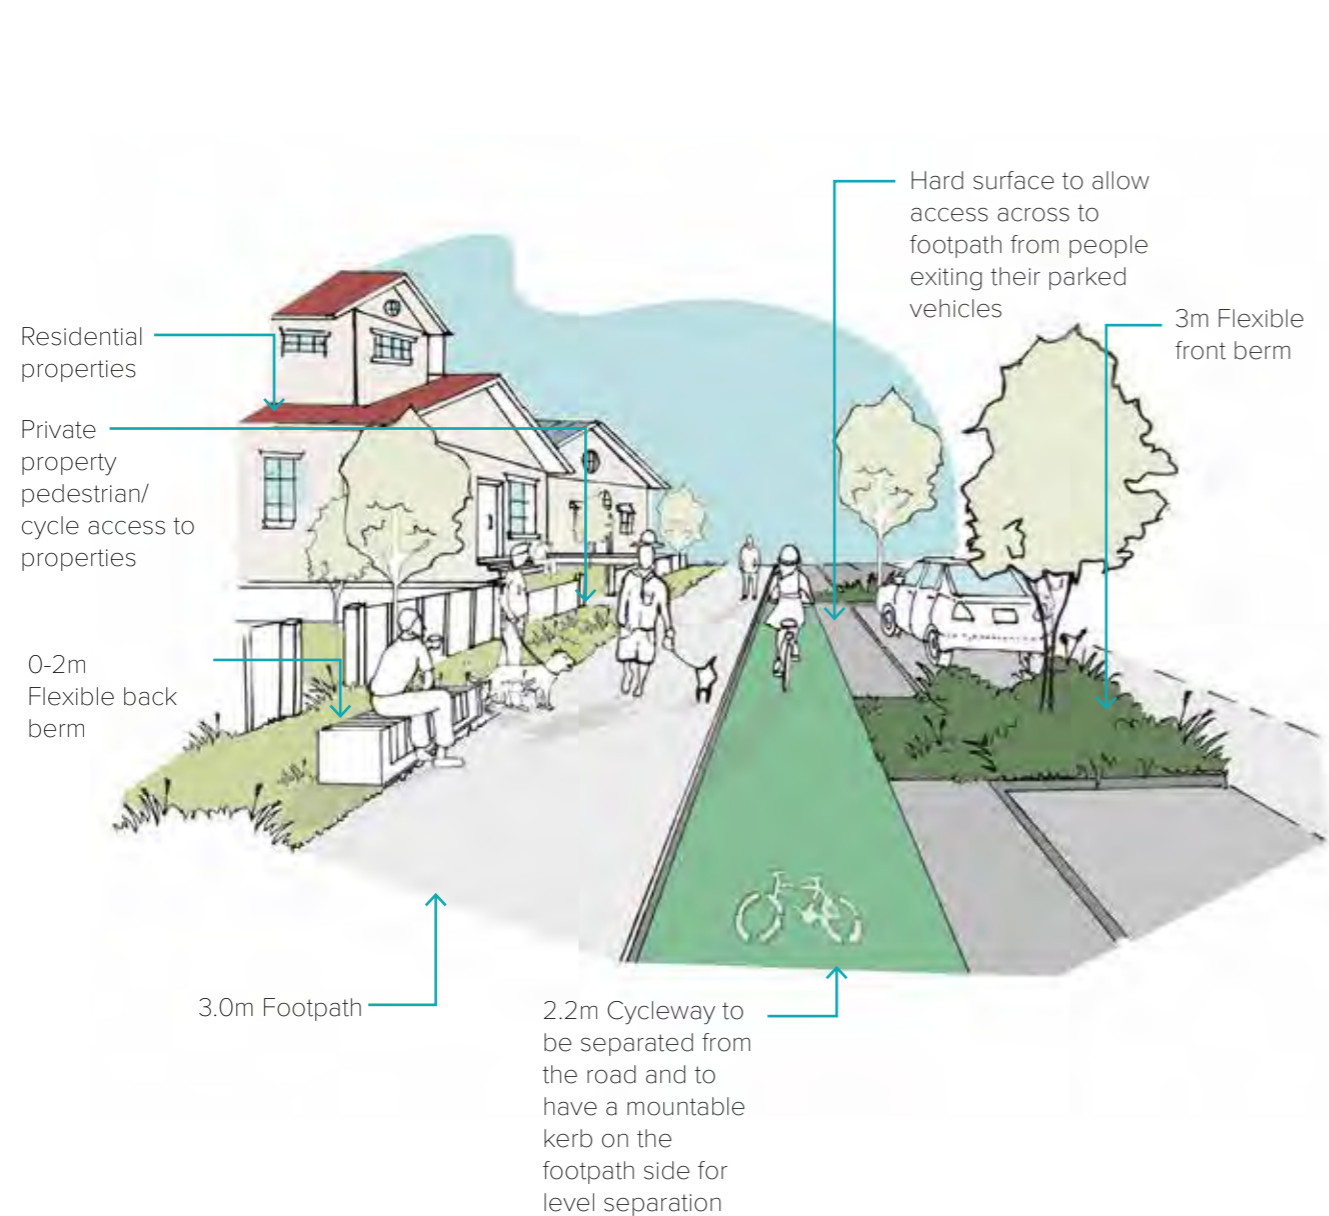 Hard surface to allow
access across to
footpath from people
exiting their parked
vehicles
3m Flexible
front berm
Residential
properties
Private
property
pedestrian/
cycle access to
properties
0-2m
Flexible back
berm
3.0m Footpath
2.2m Cycleway to
be separated from
the road and to
have a mountable
kerb on the
footpath side for
level separation